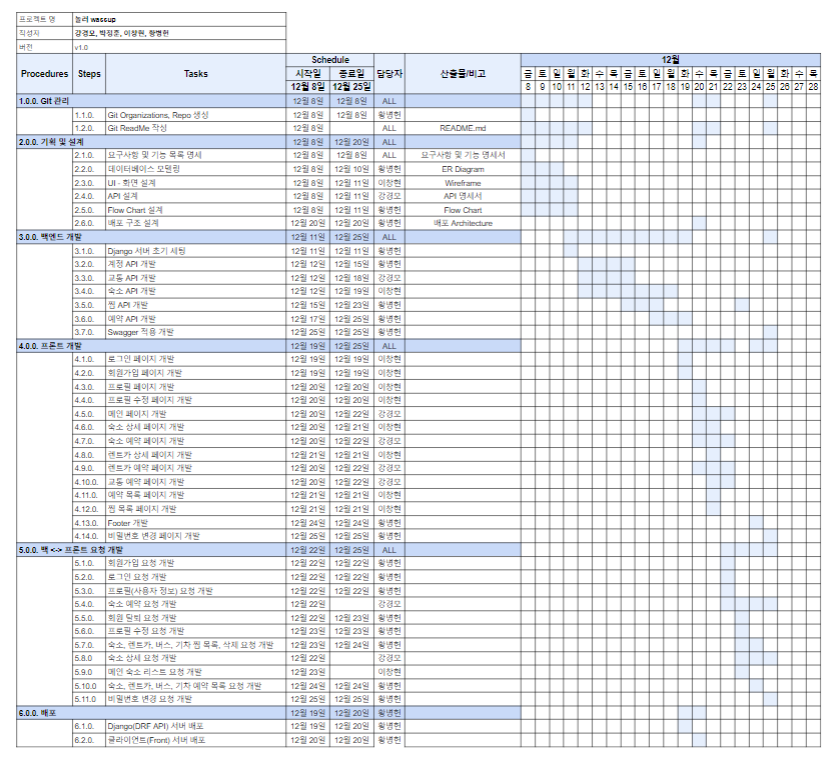 프로젝트 명 놀러 wassup
작성자 강경모, 박정훈, 이창현, 황병헌
버전 v1.0
Procedures Steps Tasks Schedule 담당자 산출물/비고 12월
시작일 종료일 금 토 일 월 화 수 목 금 토 일 월 화 수 목 금 토 일 월 화 수 목
12월 8일 12월 25일 8 9 10 11 12 13 14 15 16 17 18 19 20 21 22 23 24 25 26 27 28
1.0.0. Git 관리 12월 8일 12월 8일 ALL
1.1.0. Git Organizations, Repo 생성 12월 8일 12월 8일 황병헌
1.2.0. Git ReadMe 작성 12월 8일 ALL README.md
2.0.0. 기획 및 설계 12월 8일 12월 20일 ALL
2.1.0. 요구사항 및 기능 목록 명세 12월 8일 12월 8일 ALL 요구사항 및 기능 명세서
2.2.0. 데이터베이스 모델링 12월 8일 12월 10일 황병헌 ER Diagram
2.3.0. UI - 화면 설계 12월 8일 12월 11일 이창현 Wireframe
2.4.0. API 설계 12월 8일 12월 11일 강경모 API 명세서
2.5.0. Flow Chart 설계 12월 8일 12월 11일 황병헌 Flow Chart
2.6.0. 배포 구조 설계 12월 20일 12월 20일 황병헌 배포 Architecture
3.0.0. 백엔드 개발 12월 11일 12월 25일 ALL
3.1.0. Django 서버 초기 세팅 12월 11일 12월 11일 황병헌
3.2.0. 계정 API 개발 12월 12일 12월 15일 황병헌
3.3.0. 교통 API 개발 12월 12일 12월 18일 강경모
3.4.0. 숙소 API 개발 12월 12일 12월 19일 이창현
3.5.0. 찜 API 개발 12월 15일 12월 23일 황병헌
3.6.0. 예약 API 개발 12월 17일 12월 25일 황병헌
3.7.0. Swagger 적용 개발 12월 25일 12월 25일 황병헌
4.0.0. 프론트 개발 12월 19일 12월 25일 ALL
4.1.0. 로그인 페이지 개발 12월 19일 12월 19일 이창현
4.2.0. 회원가입 페이지 개발 12월 19일 12월 19일 이창현
4.3.0. 프로필 페이지 개발 12월 20일 12월 20일 이창현
4.4.0. 프로필 수정 페이지 개발 12월 20일 12월 20일 이창현
4.5.0. 메인 페이지 개발 12월 20일 12월 22일 강경모
4.6.0. 숙소 상세 페이지 개발 12월 20일 12월 21일 이창현
4.7.0. 숙소 예약 페이지 개발 12월 20일 12월 22일 강경모
4.8.0. 렌트카 상세 페이지 개발 12월 21일 12월 21일 이창현
4.9.0. 렌트카 예약 페이지 개발 12월 20일 12월 22일 강경모
4.10.0. 교통 예약 페이지 개발 12월 20일 12월 22일 강경모
4.11.0. 예약 목록 페이지 개발 12월 21일 12월 21일 이창현
4.12.0. 찜 목록 페이지 개발 12월 21일 12월 21일 이창현
4.13.0. Footer 개발 12월 24일 12월 24일 황병헌
4.14.0. 비밀번호 변경 페이지 개발 12월 25일 12월 25일 황병헌
5.0.0. 백 <-> 프론트 요청 개발 12월 22일 12월 25일 ALL
5.1.0. 회원가입 요청 개발 12월 22일 12월 22일 황병헌
5.2.0. 로그인 요청 개발 12월 22일 12월 22일 황병헌
5.3.0. 프로필(사용자 정보) 요청 개발 12월 22일 12월 22일 황병헌
5.4.0. 숙소 예약 요청 개발 12월 22일 강경모
5.5.0. 회원 탈퇴 요청 개발 12월 22일 12월 23일 황병헌
5.6.0. 프로필 수정 요청 개발 12월 23일 12월 23일 황병헌
5.7.0. 숙소, 렌트카, 버스, 기차 찜 목록, 삭제 요청 개발 12월 23일 12월 24일 황병헌
5.8.0 숙소 상세 요청 개발 12월 22일 강경모
5.9.0 메인 숙소 리스트 요청 개발 12월 23일 이창현
5.10.0 숙소, 렌트카, 버스, 기차 예약 목록 요청 개발 12월 24일 12월 24일 황병헌
5.11.0 비밀번호 변경 요청 개발 12월 25일 12월 25일 황병헌
6.0.0. 배포 12월 19일 12월 20일 황병헌
6.1.0. Django(DRF API) 서버 배포 12월 19일 12월 20일 황병헌
6.2.0. 클라이언트(Front) 서버 배포 12월 20일 12월 20일 황병헌